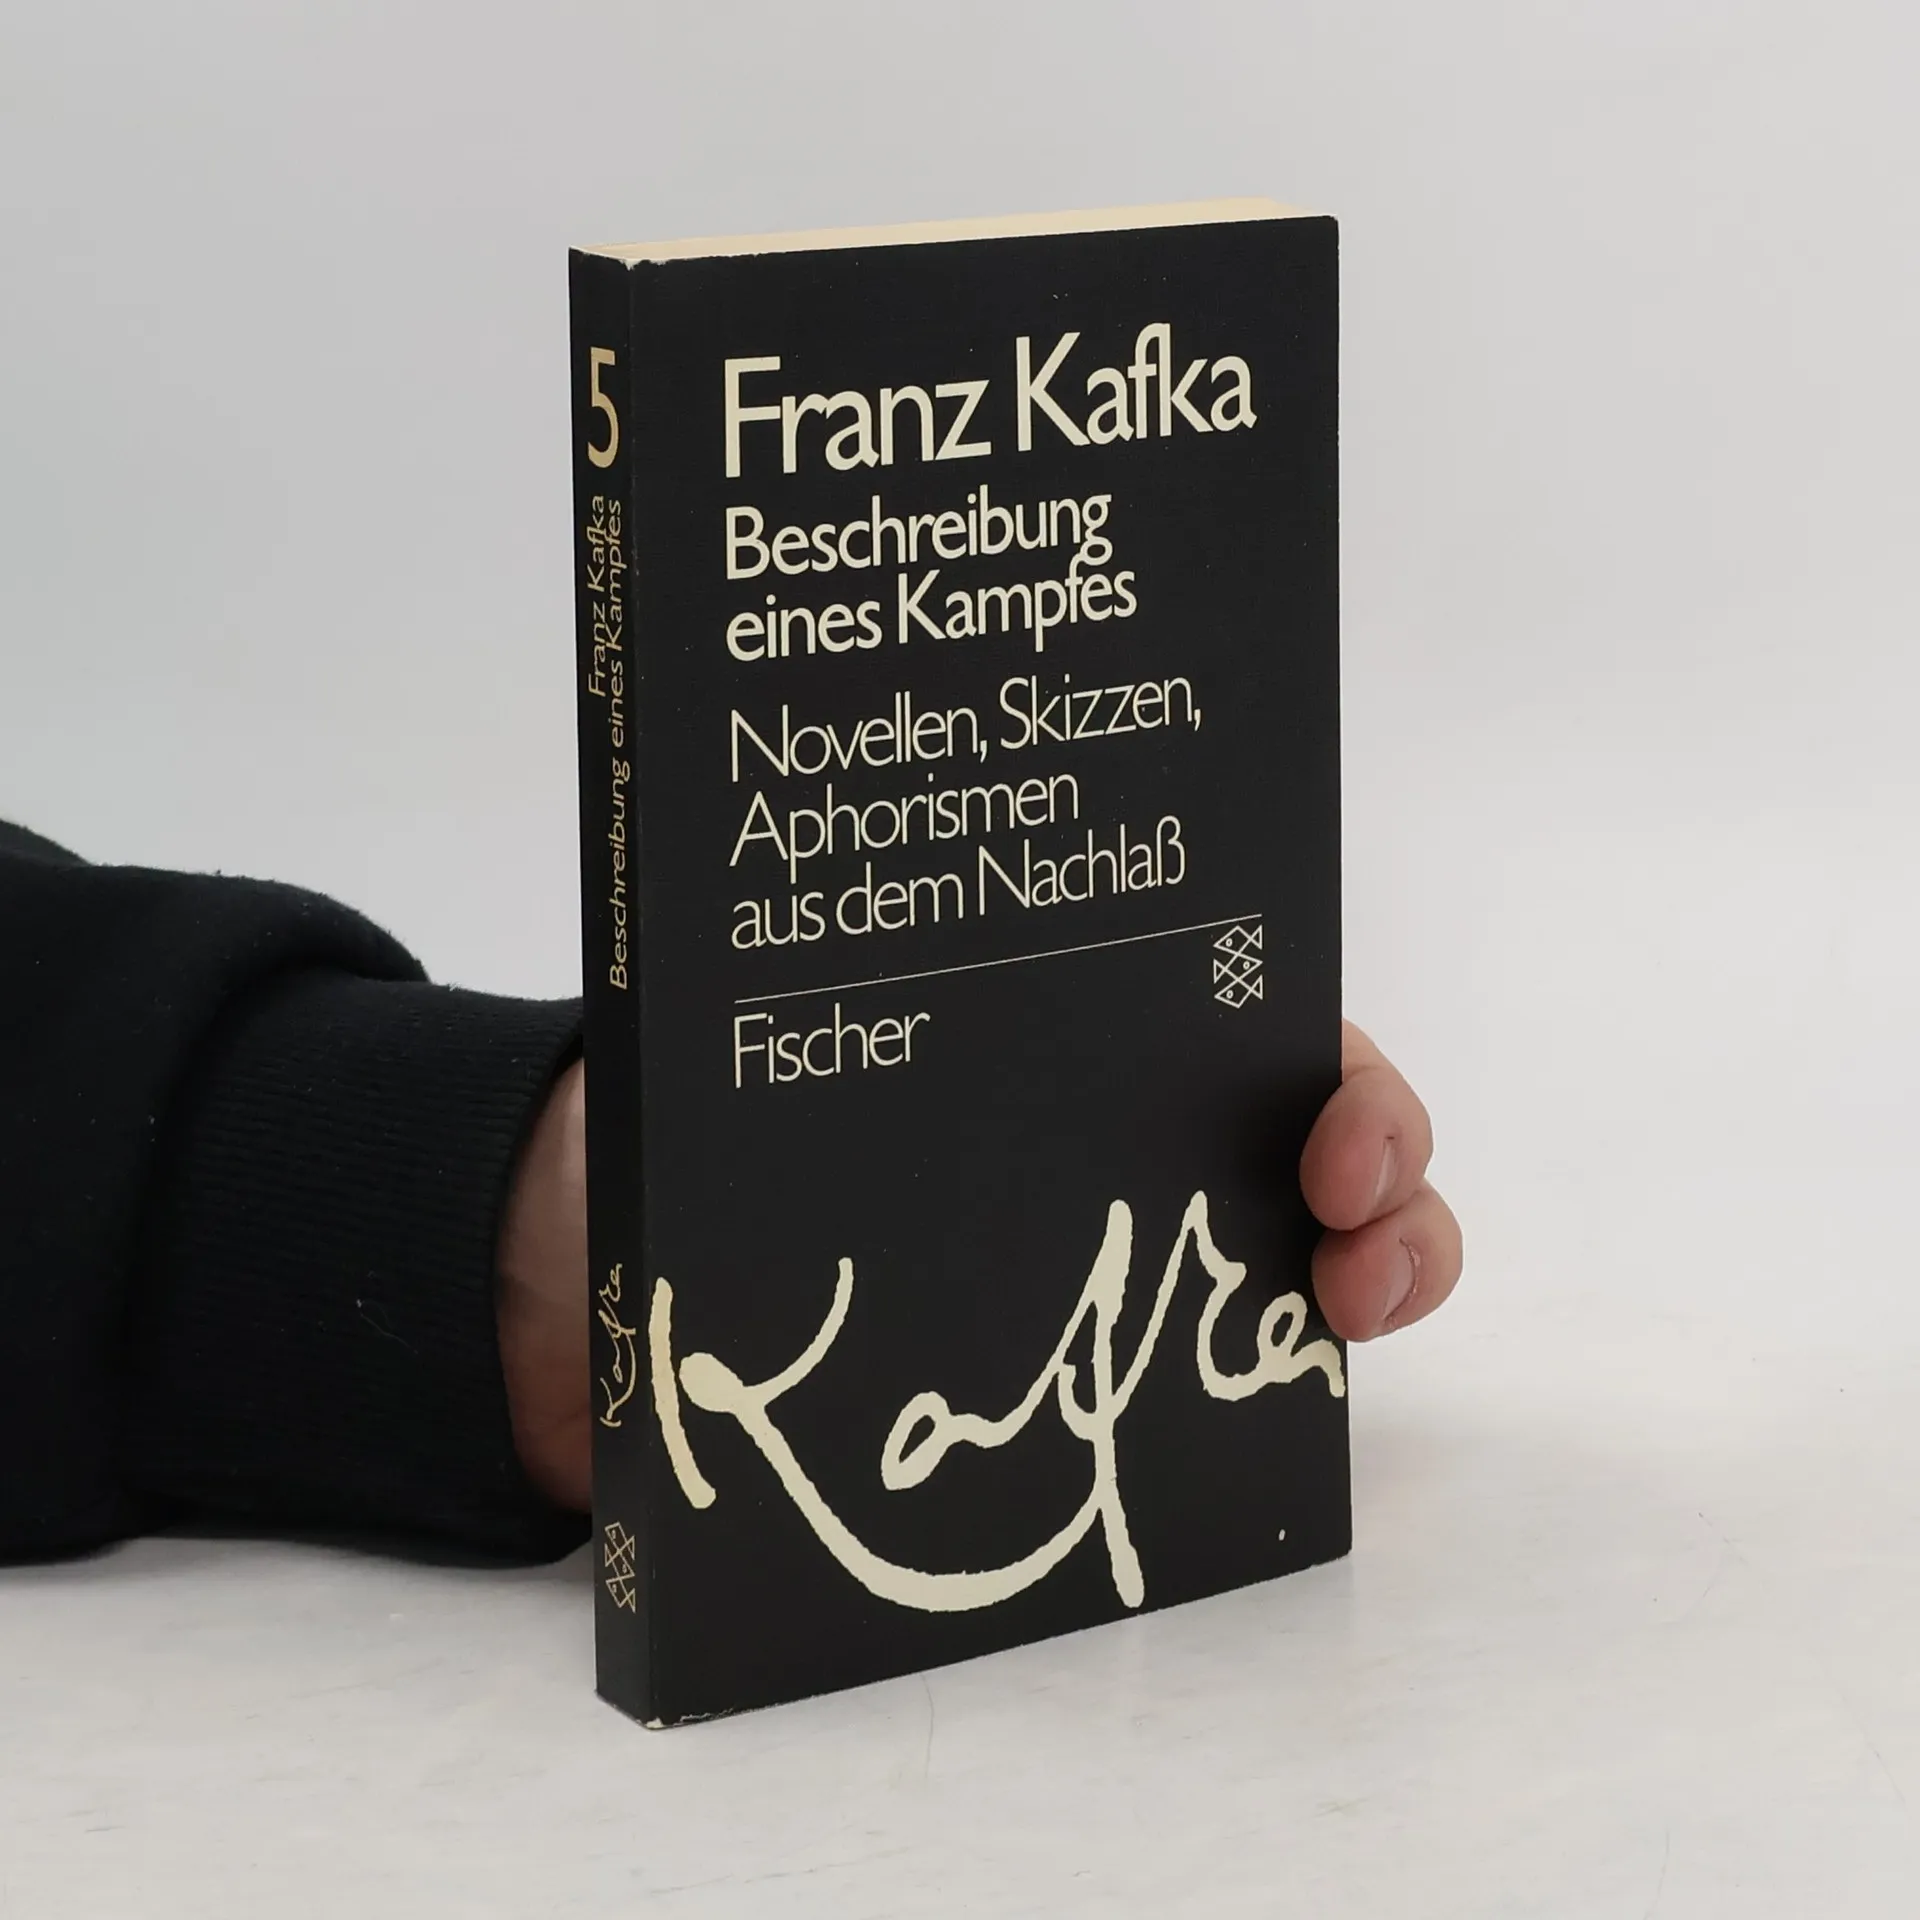 5
Franz Kafka
Beschreibung eines Kampfes
Kafka
Franz Kafka
Beschreibung
eines Kampfes
Novellen, Skizzen,
Aphorismen
aus dem Nachlaß
Fischer
Kafka